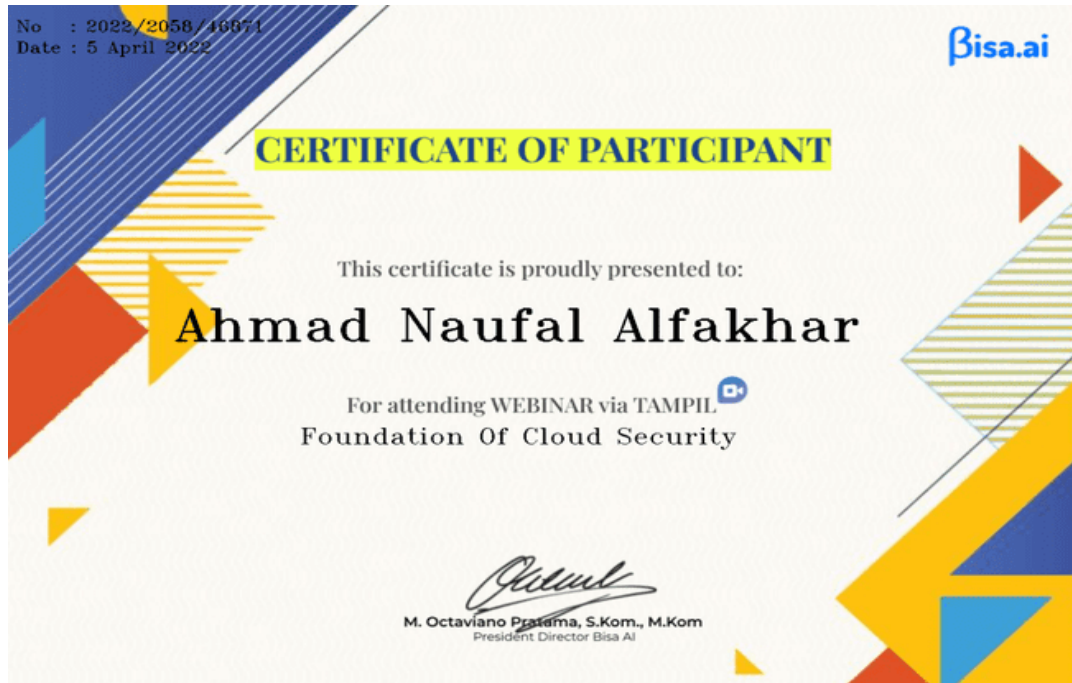 No : 2022/2058/46871
Date : 5 April 2022
βisa.ai
CERTIFICATE OF PARTICIPANT
This certificate is proudly presented to:
Ahmad Naufal Alfakhar
For attending WEBINAR via TAMPIL
Foundation Of Cloud Security
M. Octaviano Pratama, S.Kom., M.Kom
President Director Bisa AI